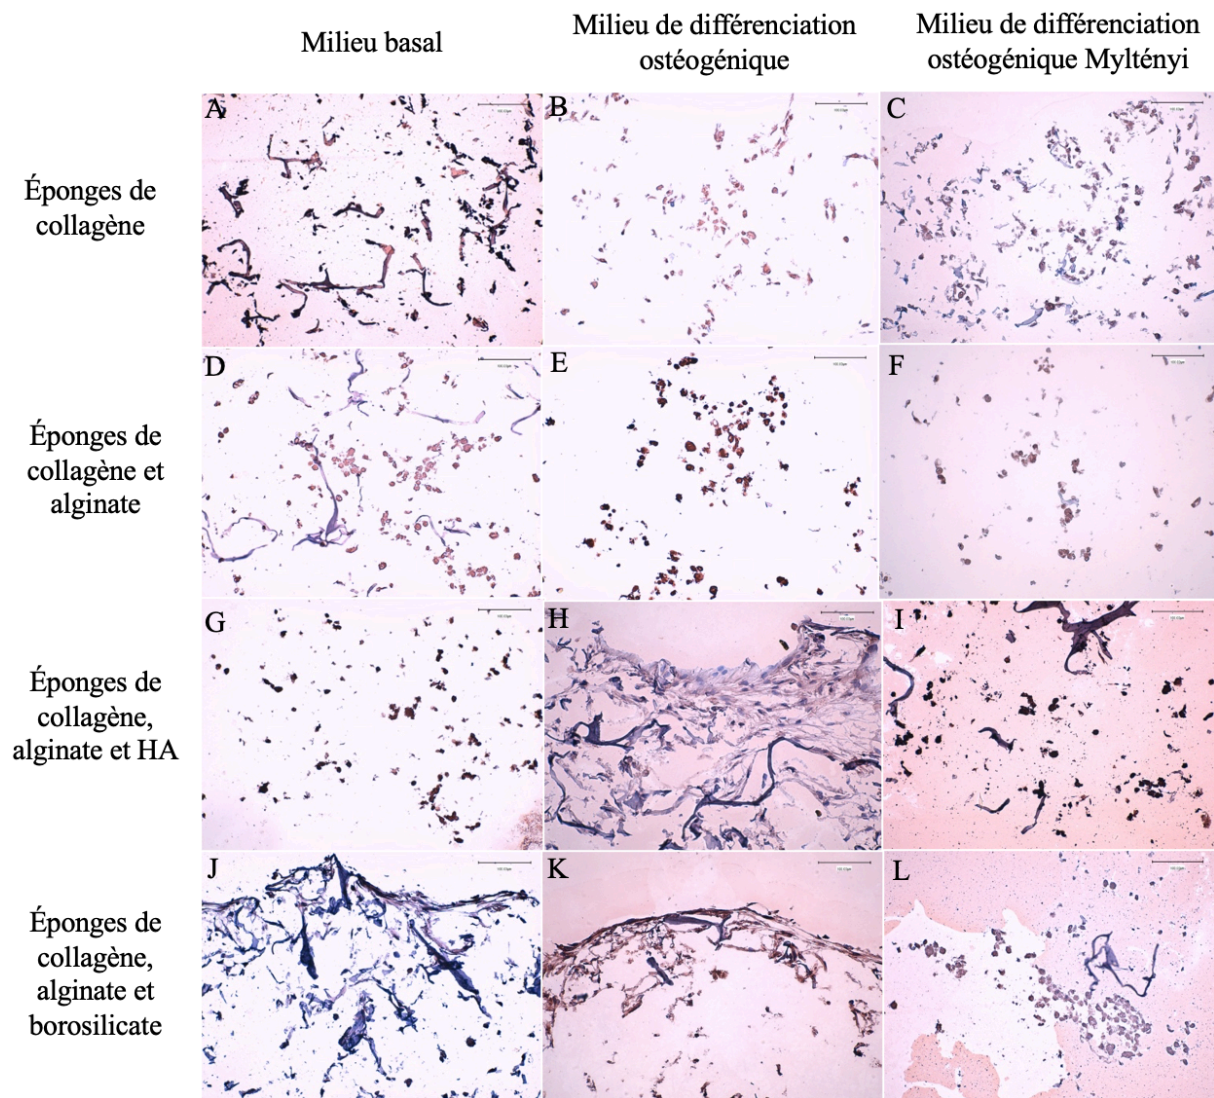 Milieu basal
Milieu de différenciation
ostéogénique
Milieu de différenciation
ostéogénique Myltényi
Éponges de
collagène
A
B
C
Éponges de
collagène et
alginate
D
E
F
Éponges de
collagène,
alginate et HA
G
H
I
Éponges de
collagène,
alginate et
borosilicate
J
K
L